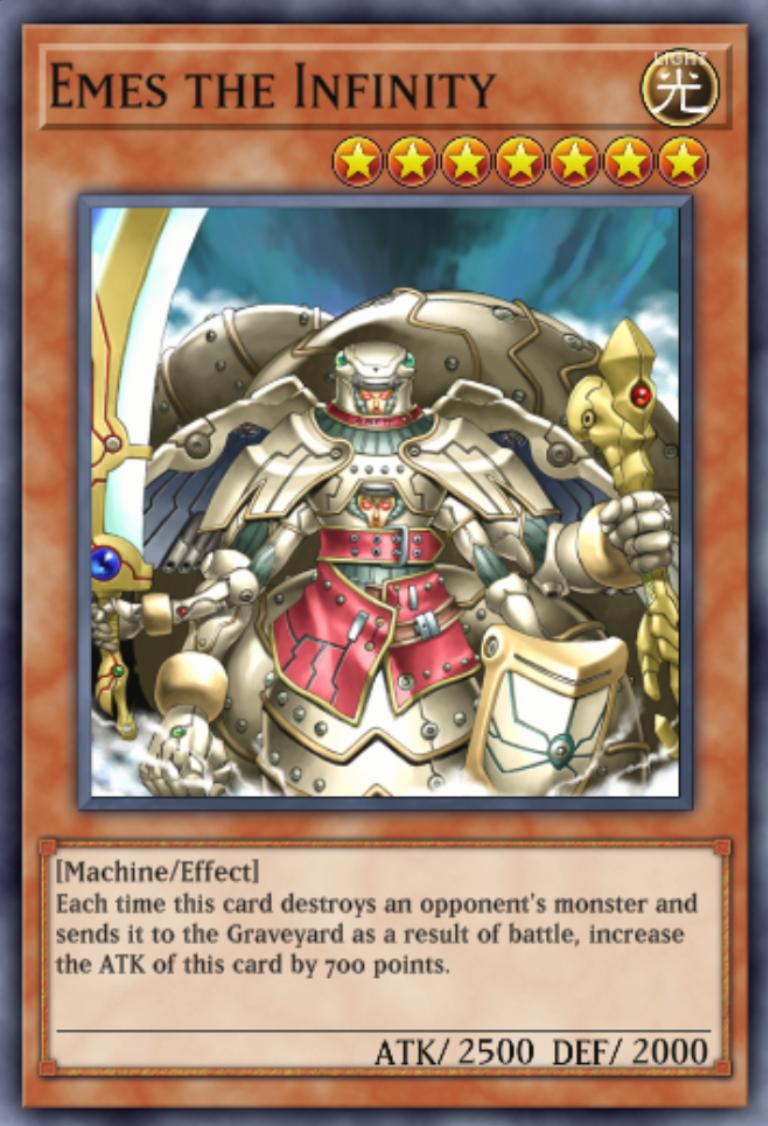 Emes the Infinity
LIGHT
光
[Machine/Effect]
Each time this card destroys an opponent's monster and
sends it to the Graveyard as a result of battle, increase
the ATK of this card by 700 points.
ATK/ 2500 DEF/ 2000